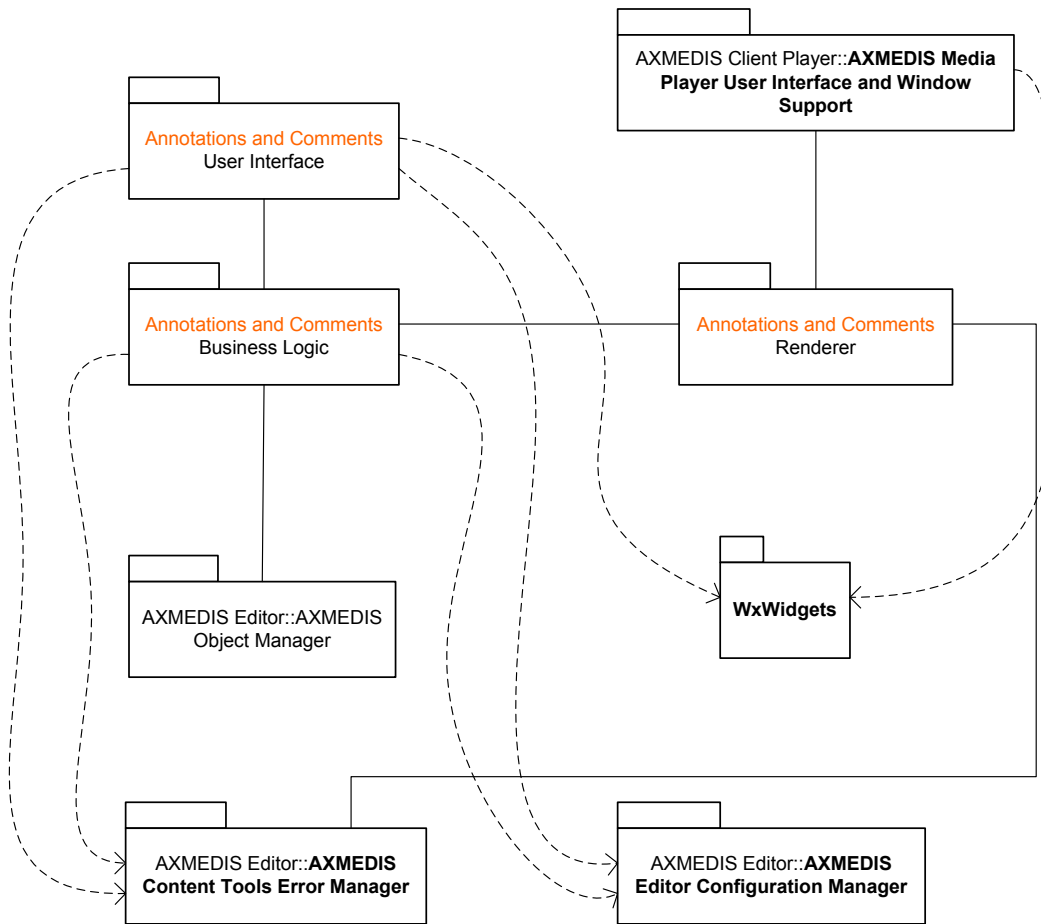 AXMEDIS Client Player::AXMEDIS Media
Player User Interface and Window
Support
Annotations and Comments
User Interface
Annotations and Comments
Business Logic
Annotations and Comments
Renderer
AXMEDIS Editor::AXMEDIS
Object Manager
WxWidgets
AXMEDIS Editor::AXMEDIS
Content Tools Error Manager
AXMEDIS Editor::AXMEDIS
Editor Configuration Manager